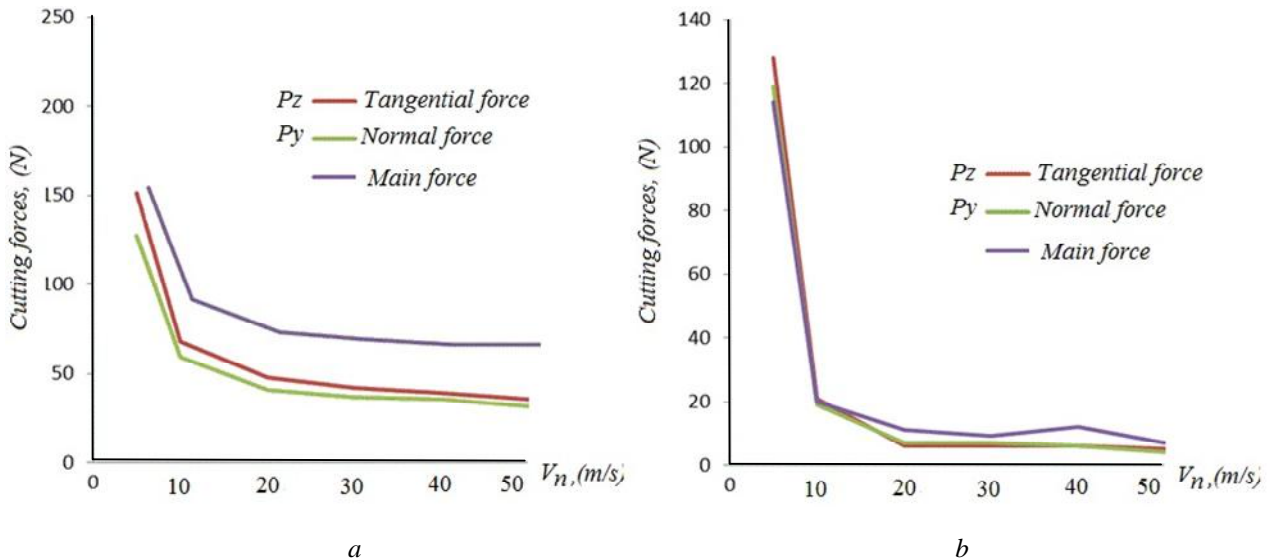 250
200
150
100
50
0
Cutting forces, (N)
Pz Tangential force
Py Normal force
Main force
0 10 20 30 40 50 Vn,(m/s)
a
140
120
100
80
60
40
20
0
Cutting forces, (N)
Pz Tangential force
Py Normal force
Main force
0 10 20 30 40 50 Vn,(m/s)
b